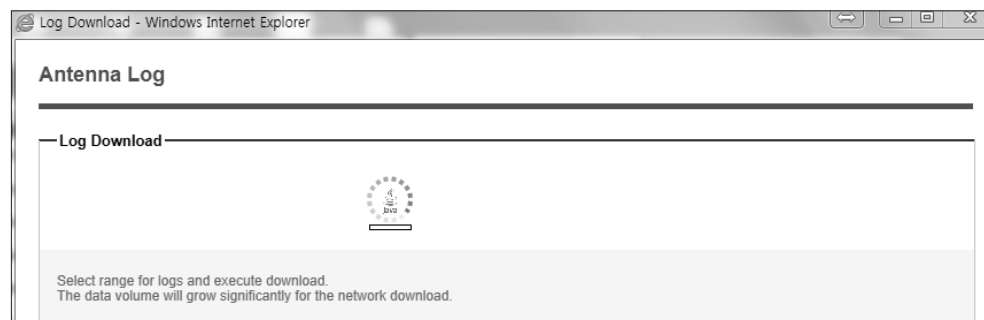 Log Download - Windows Internet Explorer
Antenna Log
Log Download
Java
Select range for logs and execute download.
The data volume will grow significantly for the network download.